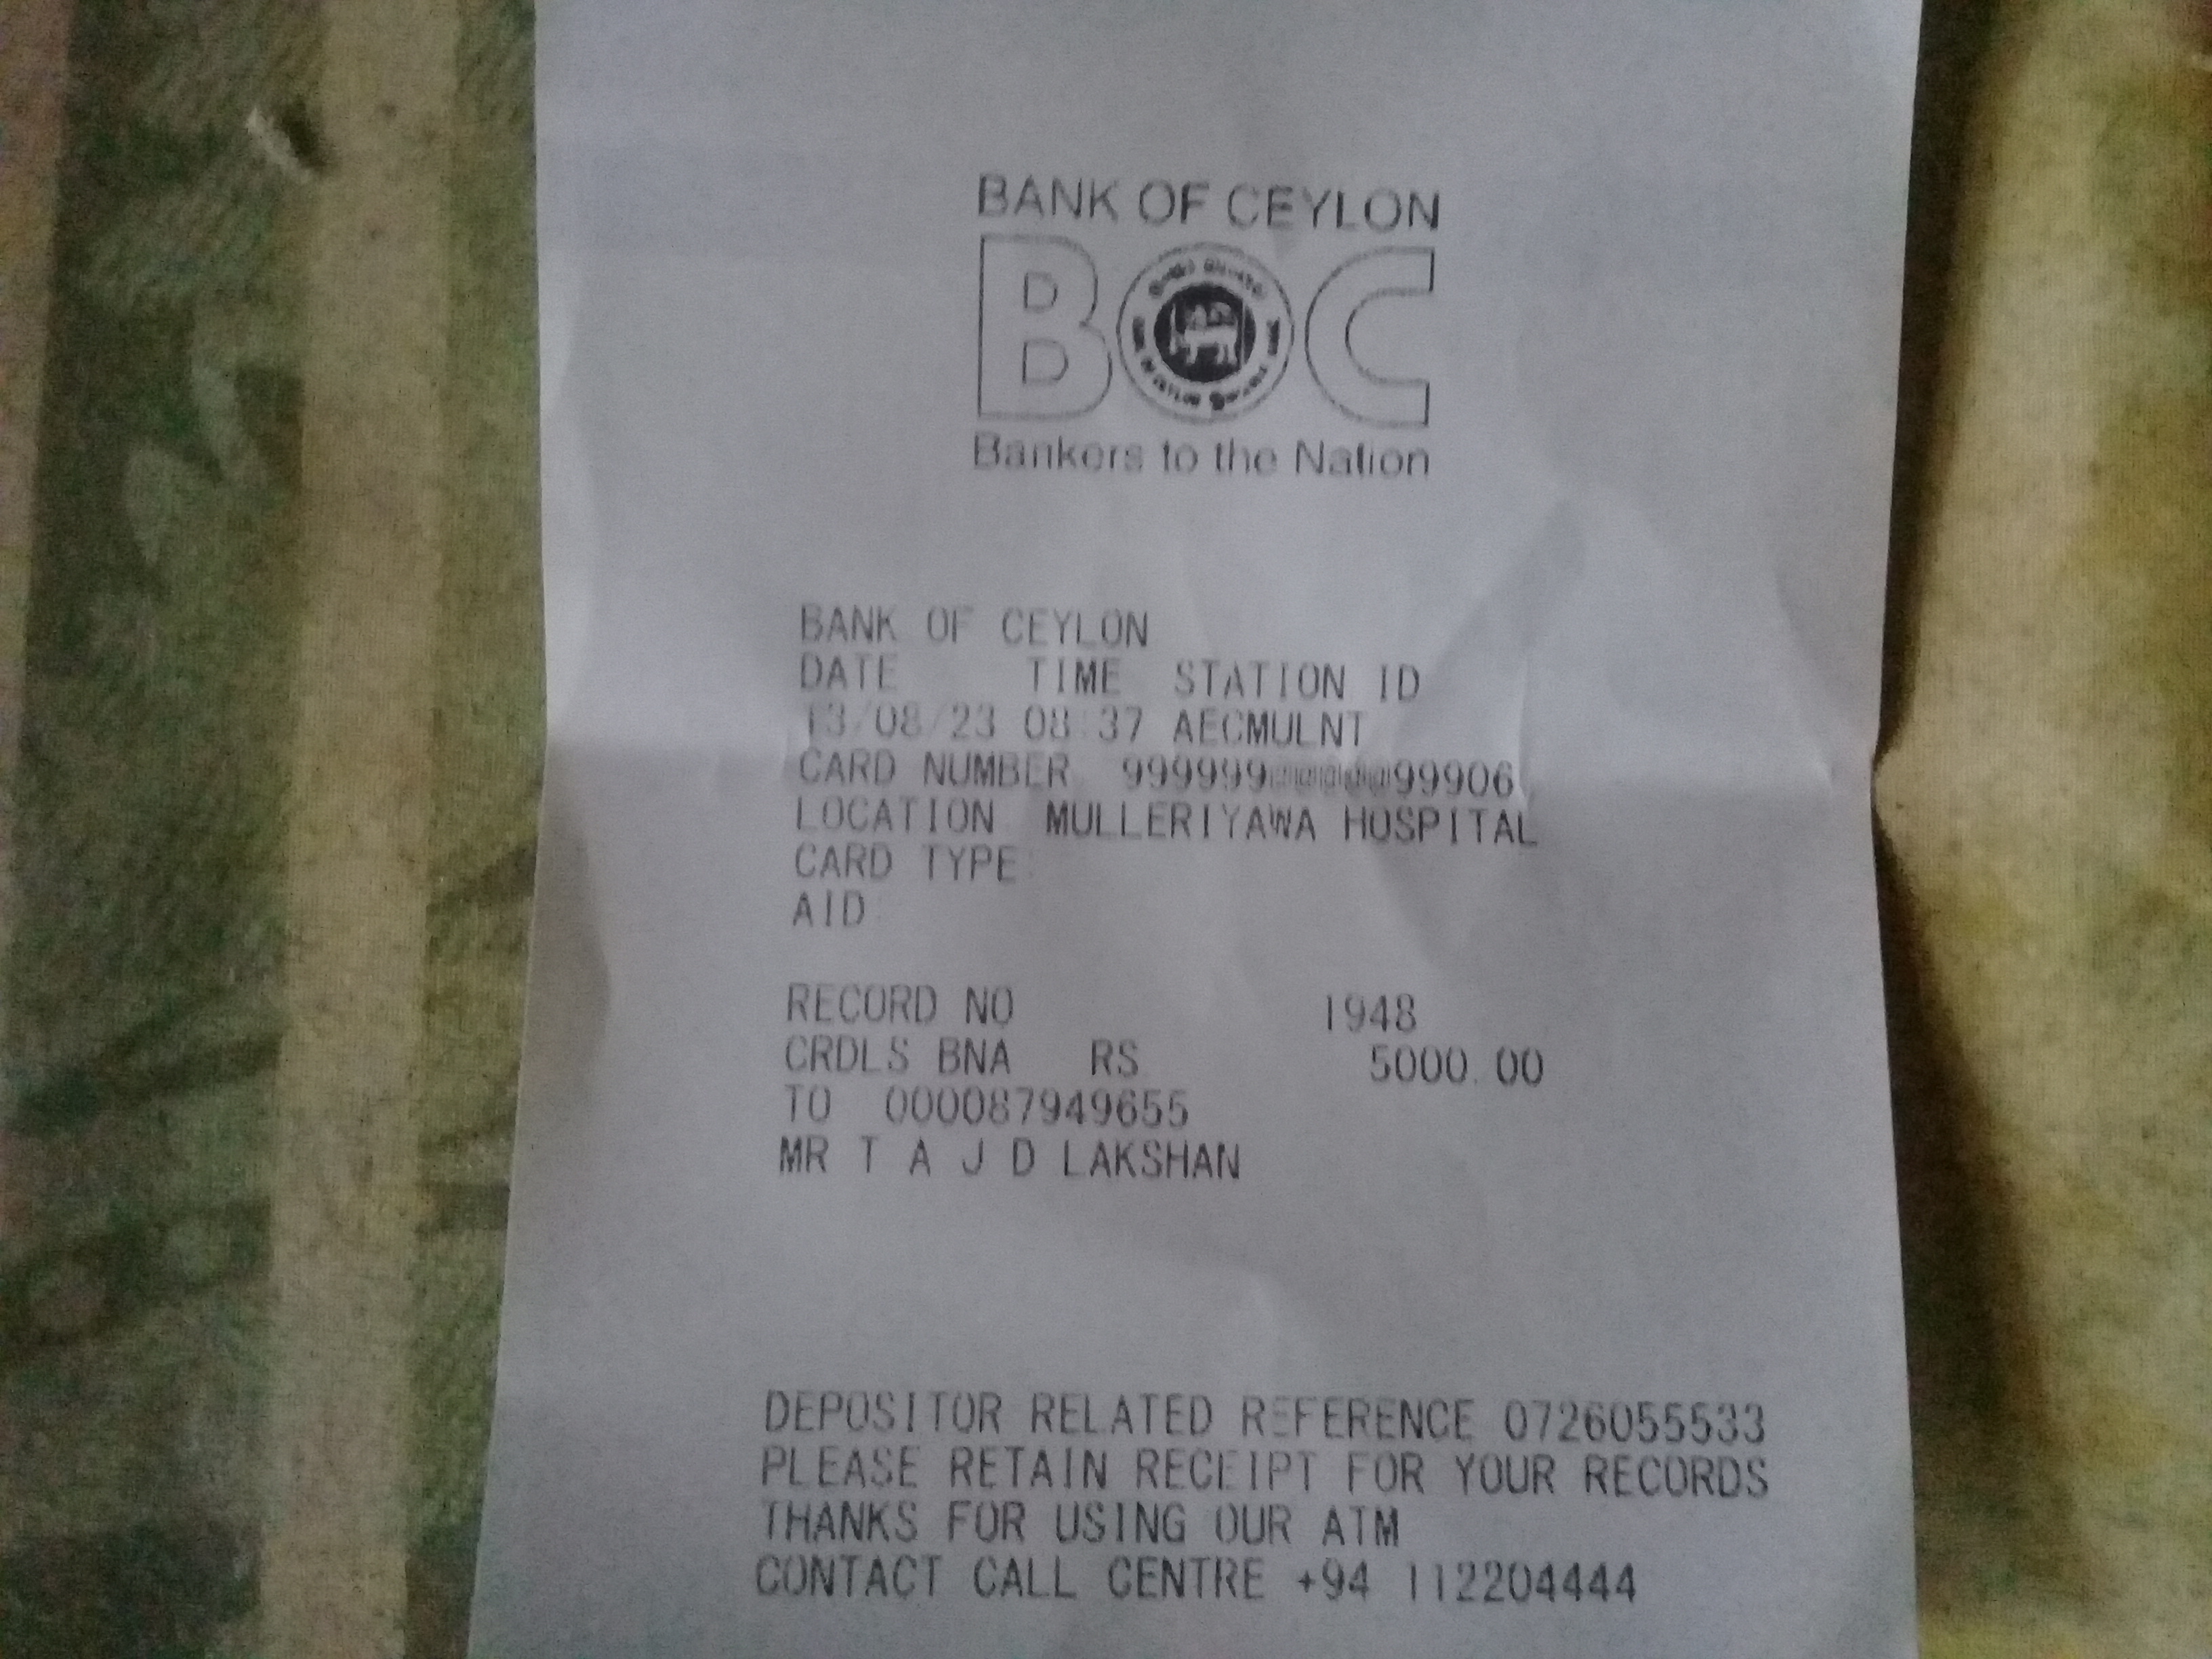 BANK OF CEYLON
BOC
Bankers to the Nation
BANK OF CEYLON
DATE TIME STATION ID
13/08/23 08:37 AECMULNT
CARD NUMBER 999999 99906
LOCATION MULLERIYAWA HOSPITAL
CARD TYPE:
AID:
RECORD NO 1948
CRDLS BNA RS 5000.00
TO 000087949655
MR T A J D LAKSHAN
DEPOSITOR RELATED REFERENCE 0726055533
PLEASE RETAIN RECEIPT FOR YOUR RECORDS
THANKS FOR USING OUR ATM
CONTACT CALL CENTRE +94 112204444